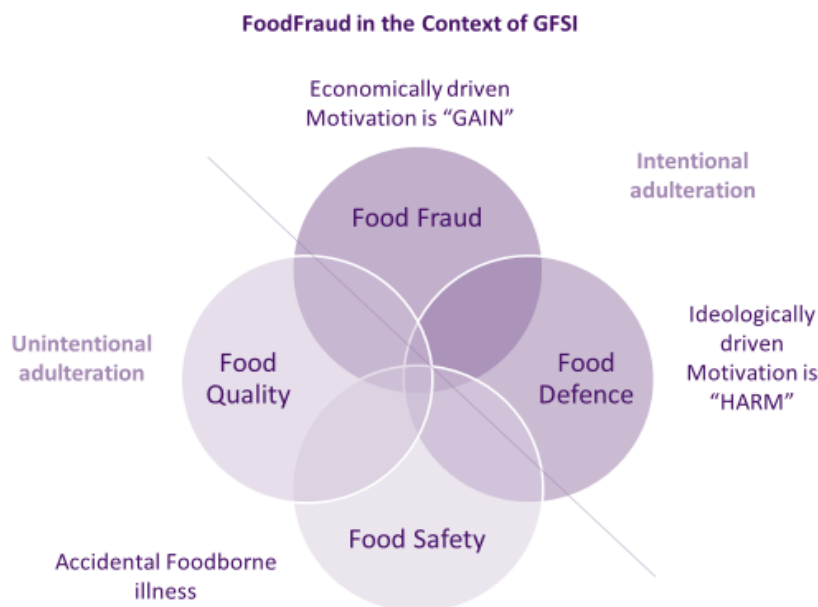 FoodFraud in the Context of GFSI
Economically driven
Motivation is “GAIN”
Intentional
adulteration
Food Fraud
Unintentional
adulteration
Food
Quality
Food
Defence
Ideologically
driven
Motivation is
“HARM”
Food Safety
Accidental Foodborne
illness